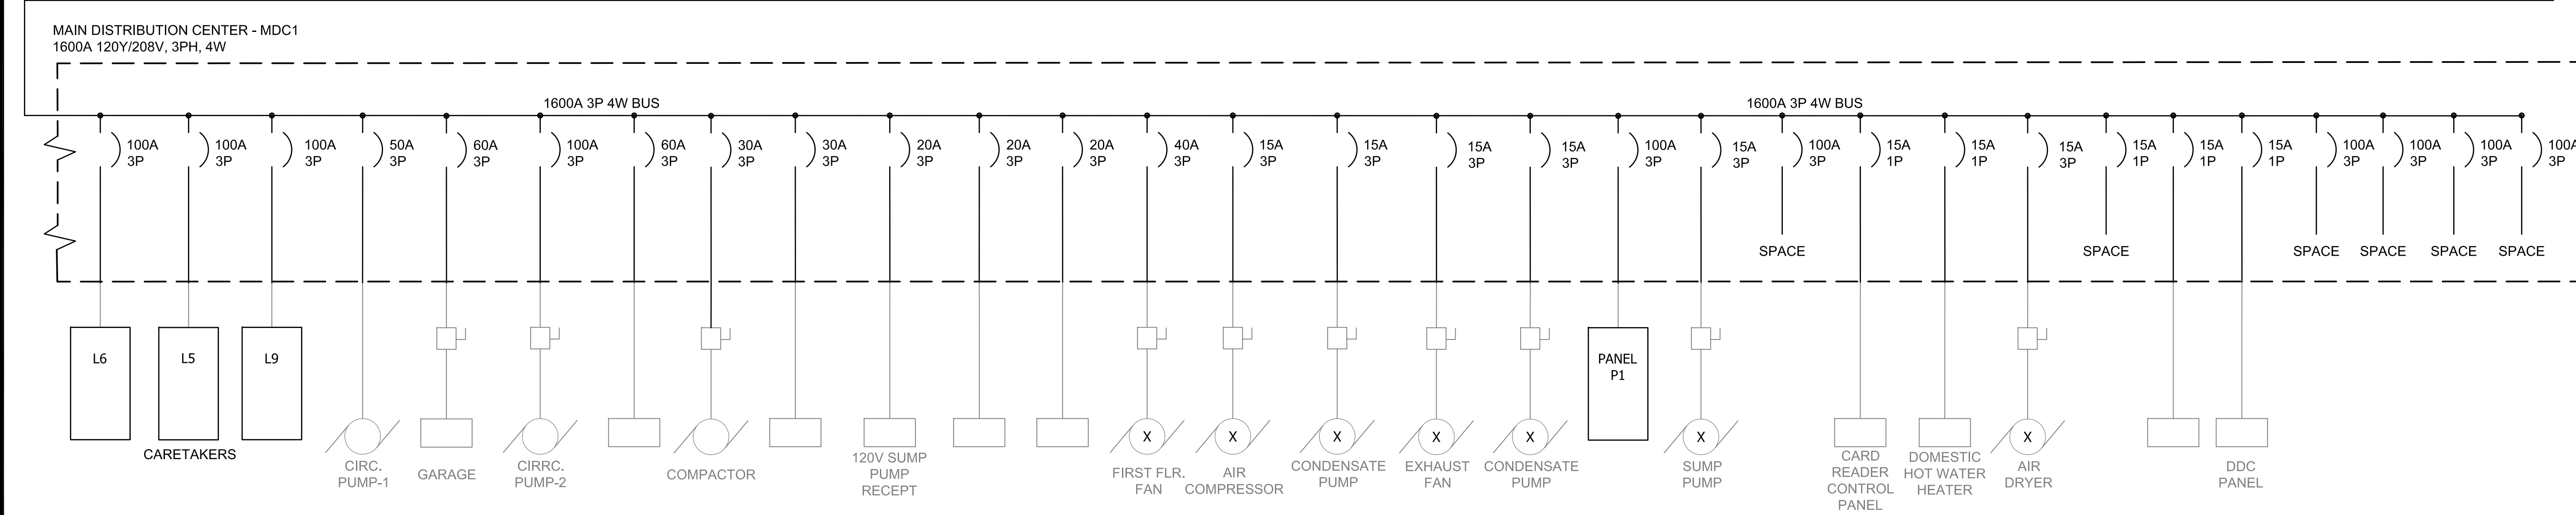 MAIN DISTRIBUTION CENTER - MDC1
1600A 120Y/208V, 3PH, 4W
1600A 3P 4W BUS
1600A 3P 4W BUS
100A
3P
100A
3P
100A
3P
50A
3P
60A
3P
100A
3P
60A
3P
30A
3P
30A
3P
20A
3P
20A
3P
20A
3P
40A
3P
15A
3P
15A
3P
15A
3P
15A
3P
100A
3P
15A
3P
100A
3P
15A
1P
15A
1P
15A
3P
15A
1P
15A
1P
15A
1P
100A
3P
100A
3P
100A
3P
100A
3P
SPACE
SPACE
SPACE
SPACE
SPACE
SPACE
L6
L5
L9
CARETAKERS
CIRC.
PUMP-1
GARAGE
CIRRC.
PUMP-2
COMPACTOR
120V SUMP
PUMP
RECEPT
X
FIRST FLR.
FAN
X
AIR
COMPRESSOR
X
CONDENSATE
PUMP
X
EXHAUST
FAN
X
CONDENSATE
PUMP
PANEL
P1
X
SUMP
PUMP
CARD
READER
CONTROL
PANEL
DOMESTIC
HOT WATER
HEATER
X
AIR
DRYER
DDC
PANEL